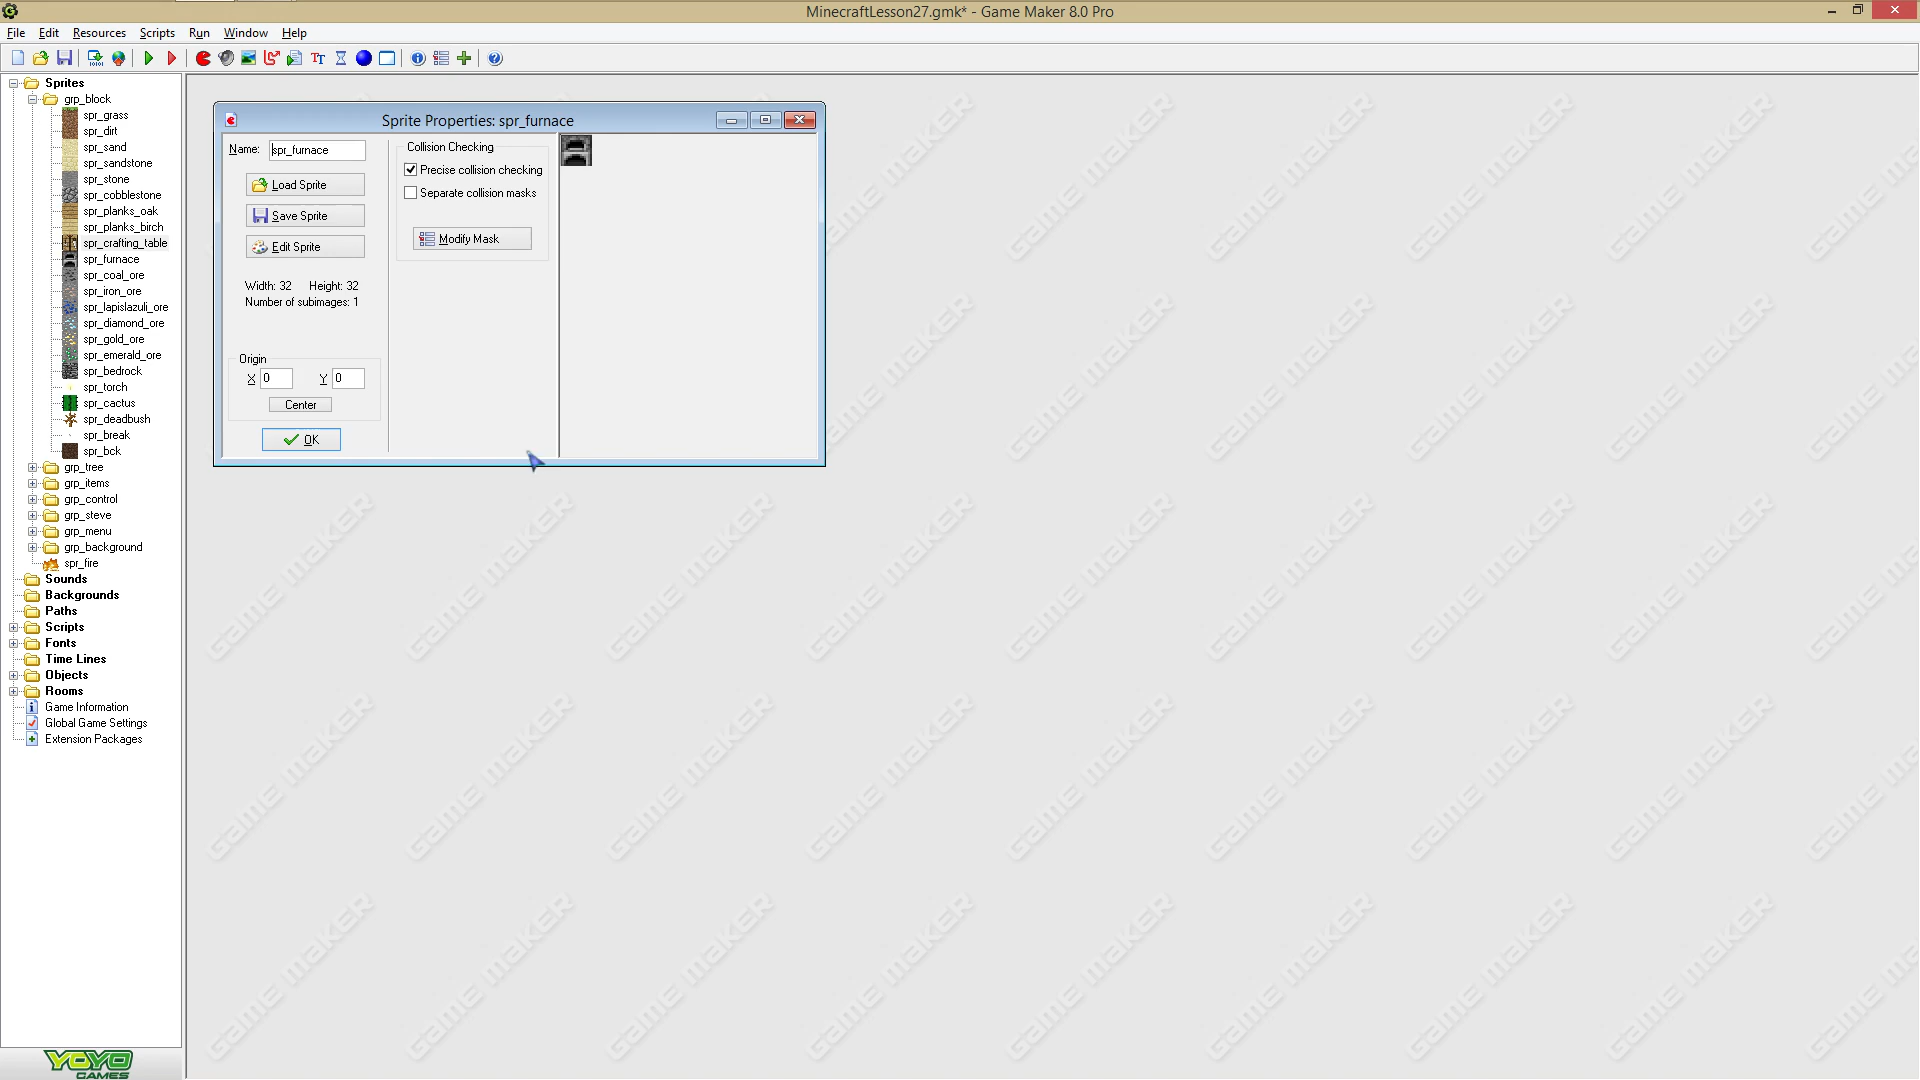 MinecraftLesson27.gmk* - Game Maker 8.0 Pro
File Edit Resources Scripts Run Window Help
Sprites
grp_block
spr_grass
spr_dirt
spr_sand
spr_sandstone
spr_stone
spr_cobblestone
spr_planks_oak
spr_planks_birch
spr_crafting_table
spr_furnace
spr_coal_ore
spr_iron_ore
spr_lapislazuli_ore
spr_diamond_ore
spr_gold_ore
spr_emerald_ore
spr_bedrock
spr_torch
spr_cactus
spr_deadbush
spr_break
spr_bck
grp_tree
grp_items
grp_control
grp_steve
grp_menu
grp_background
spr_fire
Sounds
Backgrounds
Paths
Scripts
Fonts
Time Lines
Objects
Rooms
Game Information
Global Game Settings
Extension Packages
YOYO
GAMES
Sprite Properties: spr_furnace
Name: spr_furnace
Load Sprite
Save Sprite
Edit Sprite
Width: 32 Height: 32
Number of subimages: 1
Origin
X 0 Y 0
Center
OK
Collision Checking
Precise collision checking
Separate collision masks
Modify Mask
GAME MAKER